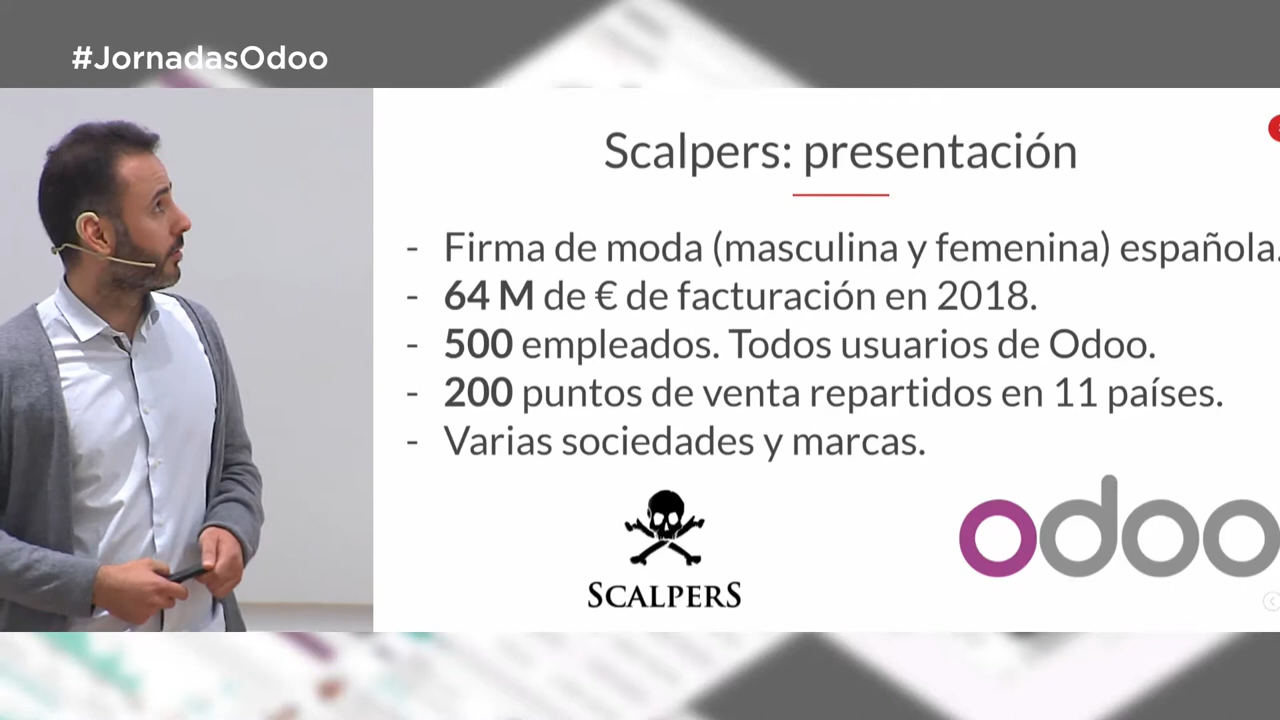 #JornadasOdoo
Scalpers: presentación
- Firma de moda (masculina y femenina) española.
- 64 M de € de facturación en 2018.
- 500 empleados. Todos usuarios de Odoo.
- 200 puntos de venta repartidos en 11 países.
- Varias sociedades y marcas.
SCALPERS
odoo